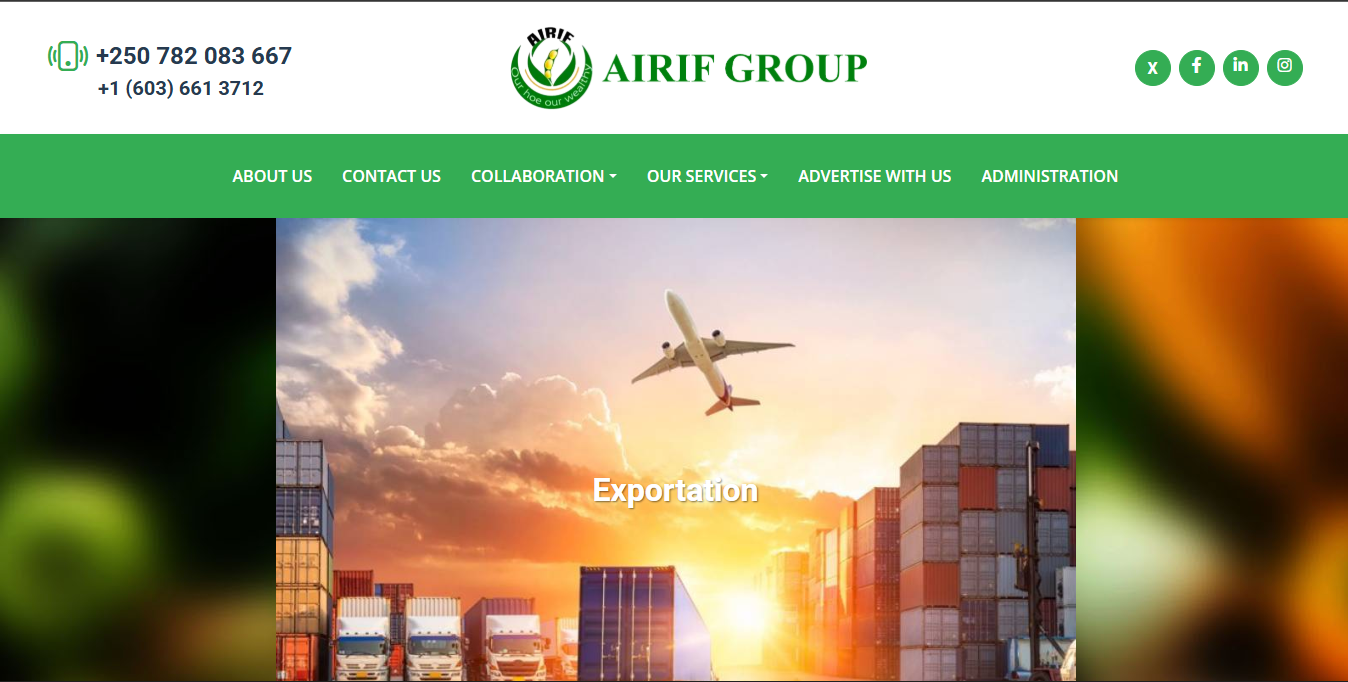 +250 782 083 667
+1 (603) 661 3712
AIRIF
Our hoe our wealthy
AIRIF GROUP
X
f
in
ABOUT US CONTACT US COLLABORATION OUR SERVICES ADVERTISE WITH US ADMINISTRATION
Exportation